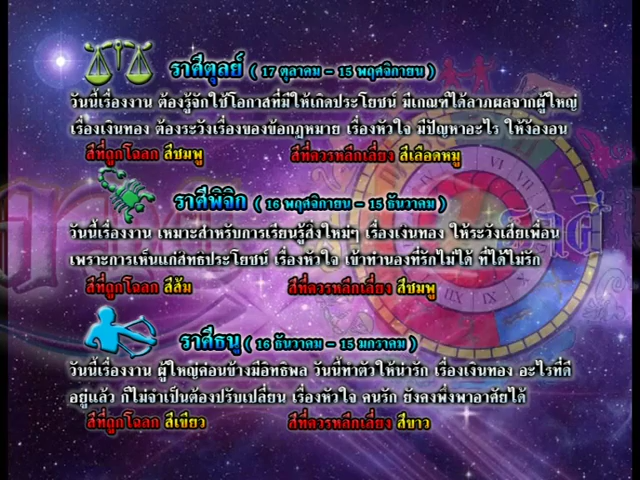 ราศีตุลย์ ( 17 ตุลาคม – 15 พฤศจิกายน )
วันนี้เรื่องงาน ต้องรู้จักใช้โอกาสที่มีให้เกิดประโยชน์ มีเกณฑ์ได้ลาภผลจากผู้ใหญ่
เรื่องเงินทอง ต้องระวังเรื่องของข้อกฎหมาย เรื่องหัวใจ มีปัญหาอะไร ให้ง้องอน
สีที่ถูกโฉลก สีชมพู สีที่ควรหลีกเลี่ยง สีเลือดหมู
ราศีพิจิก ( 16 พฤศจิกายน – 15 ธันวาคม )
วันนี้เรื่องงาน เหมาะสำหรับการเรียนรู้สิ่งใหม่ๆ เรื่องเงินทอง ให้ระวังเสียเพื่อน
เพราะการเห็นแก่สิทธประโยชน์ เรื่องหัวใจ เข้าทำนองที่รักไม่ได้ ที่ได้ไม่รัก
สีที่ถูกโฉลก สีส้ม สีที่ควรหลีกเลี่ยง สีชมพู
ราศีธนู ( 16 ธันวาคม – 15 มกราคม )
วันนี้เรื่องงาน ผู้ใหญ่ค่อนข้างมีอิทธิพล วันนี้ทำตัวให้น่ารัก เรื่องเงินทอง อะไรที่ดี
อยู่แล้ว ก็ไม่จำเป็นต้องปรับเปลี่ยน เรื่องหัวใจ คนรัก ยังคงพึ่งพาอาศัยได้
สีที่ถูกโฉลก สีเขียว สีที่ควรหลีกเลี่ยง สีขาว